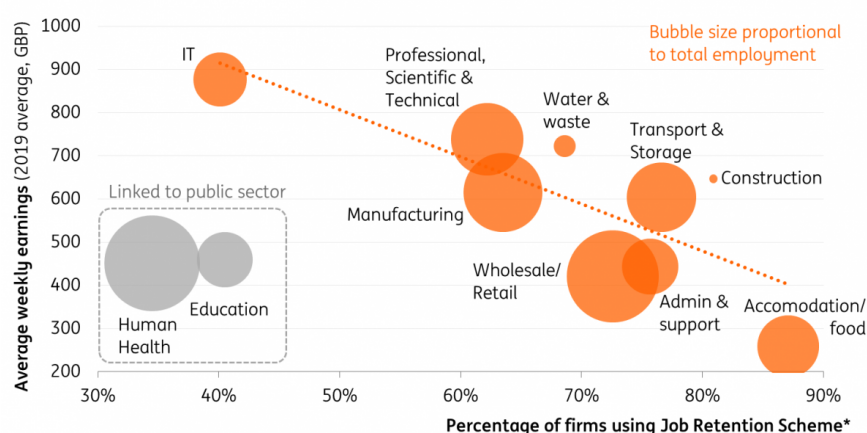 Average weekly earnings (2019 average, GBP)
1000
900
800
700
600
500
400
300
200
Bubble size proportional
to total employment
IT
Professional,
Scientific &
Technical
Water &
waste
Transport &
Storage
Construction
Manufacturing
Linked to public sector
Human
Health
Education
Wholesale/
Retail
Admin &
support
Accomodation/
food
30%
40%
50%
60%
70%
80%
90%
Percentage of firms using Job Retention Scheme*